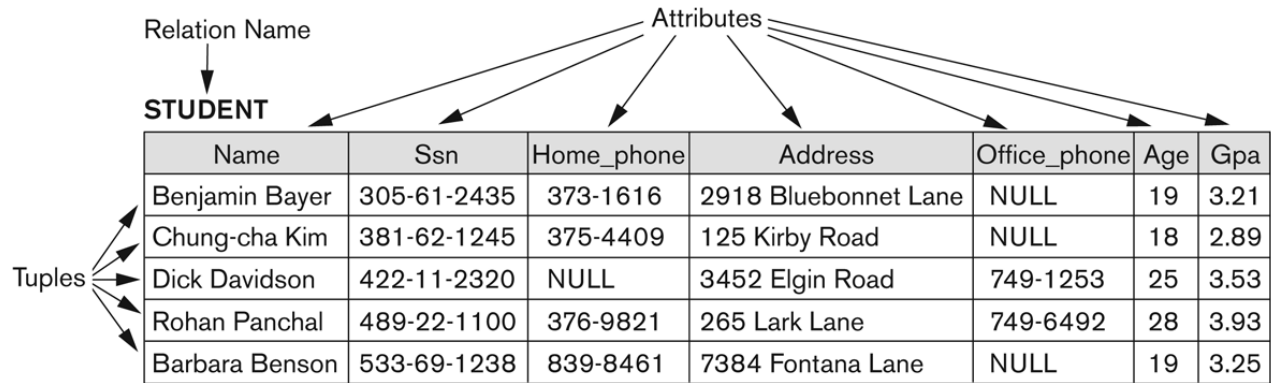 Relation Name
Attributes
STUDENT
Name Ssn Home_phone Address Office_phone Age Gpa
Benjamin Bayer 305-61-2435 373-1616 2918 Bluebonnet Lane NULL 19 3.21
Chung-cha Kim 381-62-1245 375-4409 125 Kirby Road NULL 18 2.89
Tuples Dick Davidson 422-11-2320 NULL 3452 Elgin Road 749-1253 25 3.53
Rohan Panchal 489-22-1100 376-9821 265 Lark Lane 749-6492 28 3.93
Barbara Benson 533-69-1238 839-8461 7384 Fontana Lane NULL 19 3.25